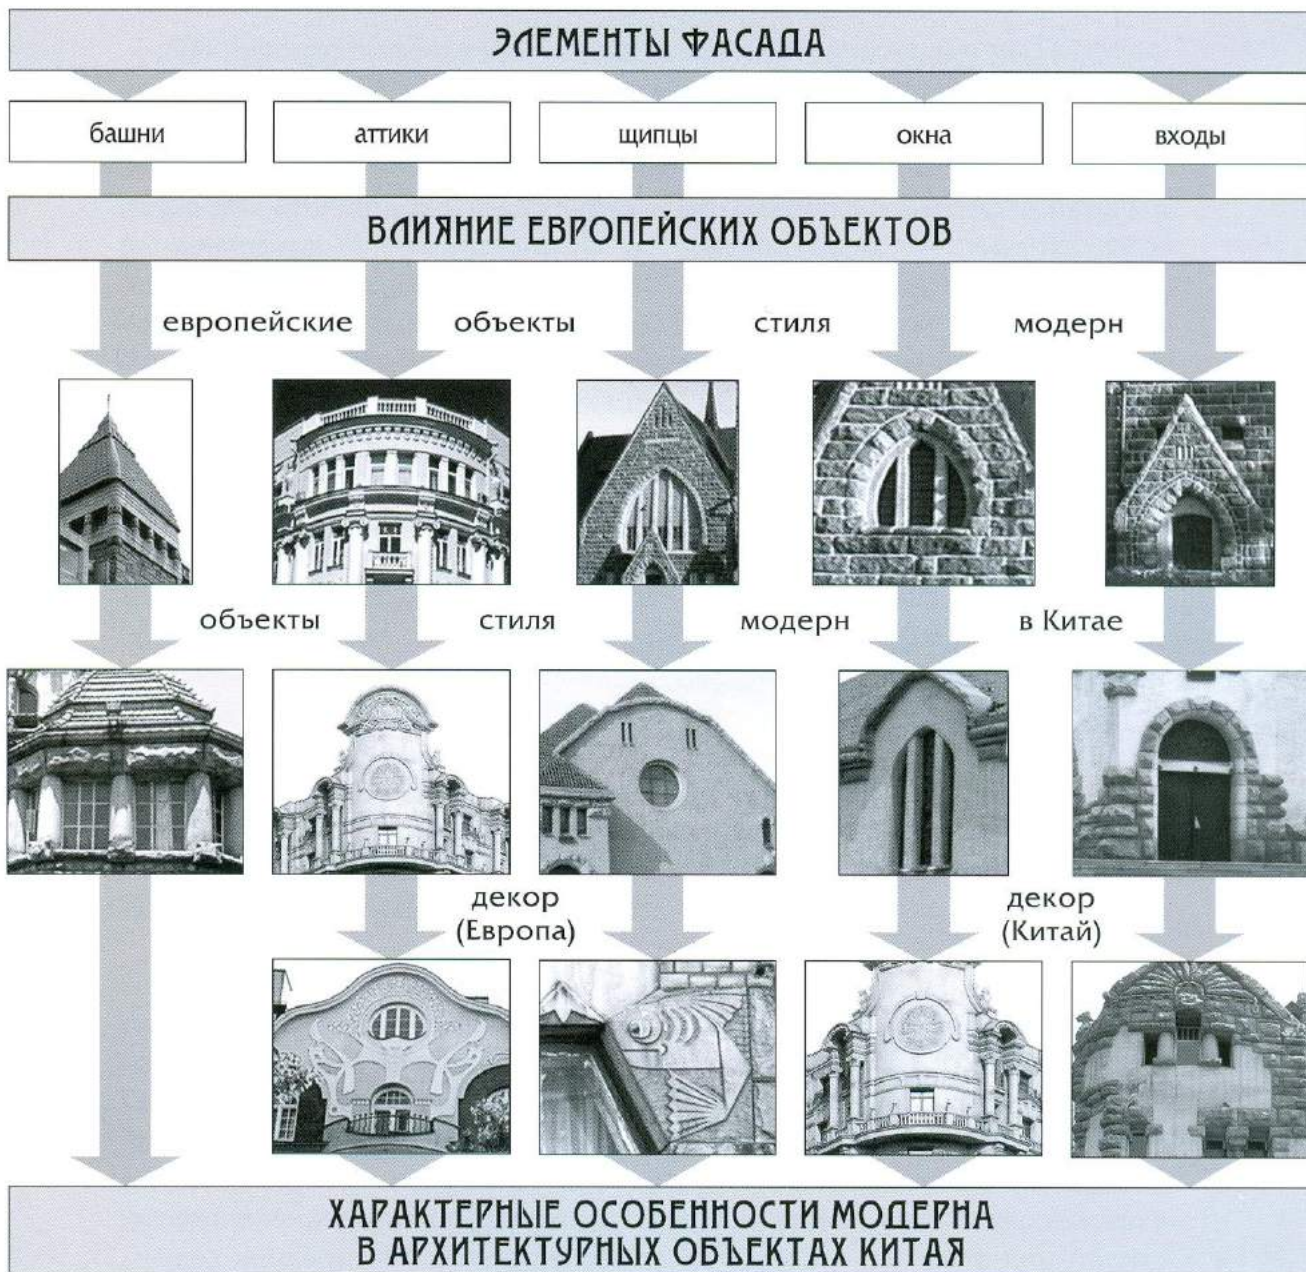 ЭЛЕМЕНТЫ ФАСАДА
башни
аттики
щипцы
окна
входы
ВЛИЯНИЕ ЕВРОПЕЙСКИХ ОБЪЕКТОВ
европейские объекты стиля модерн
объекты стиля модерн в Китае
декор
(Европа)
декор
(Китай)
ХАРАКТЕРНЫЕ ОСОБЕННОСТИ МОДЕРНА
В АРХИТЕКТУРНЫХ ОБЪЕКТАХ КИТАЯ